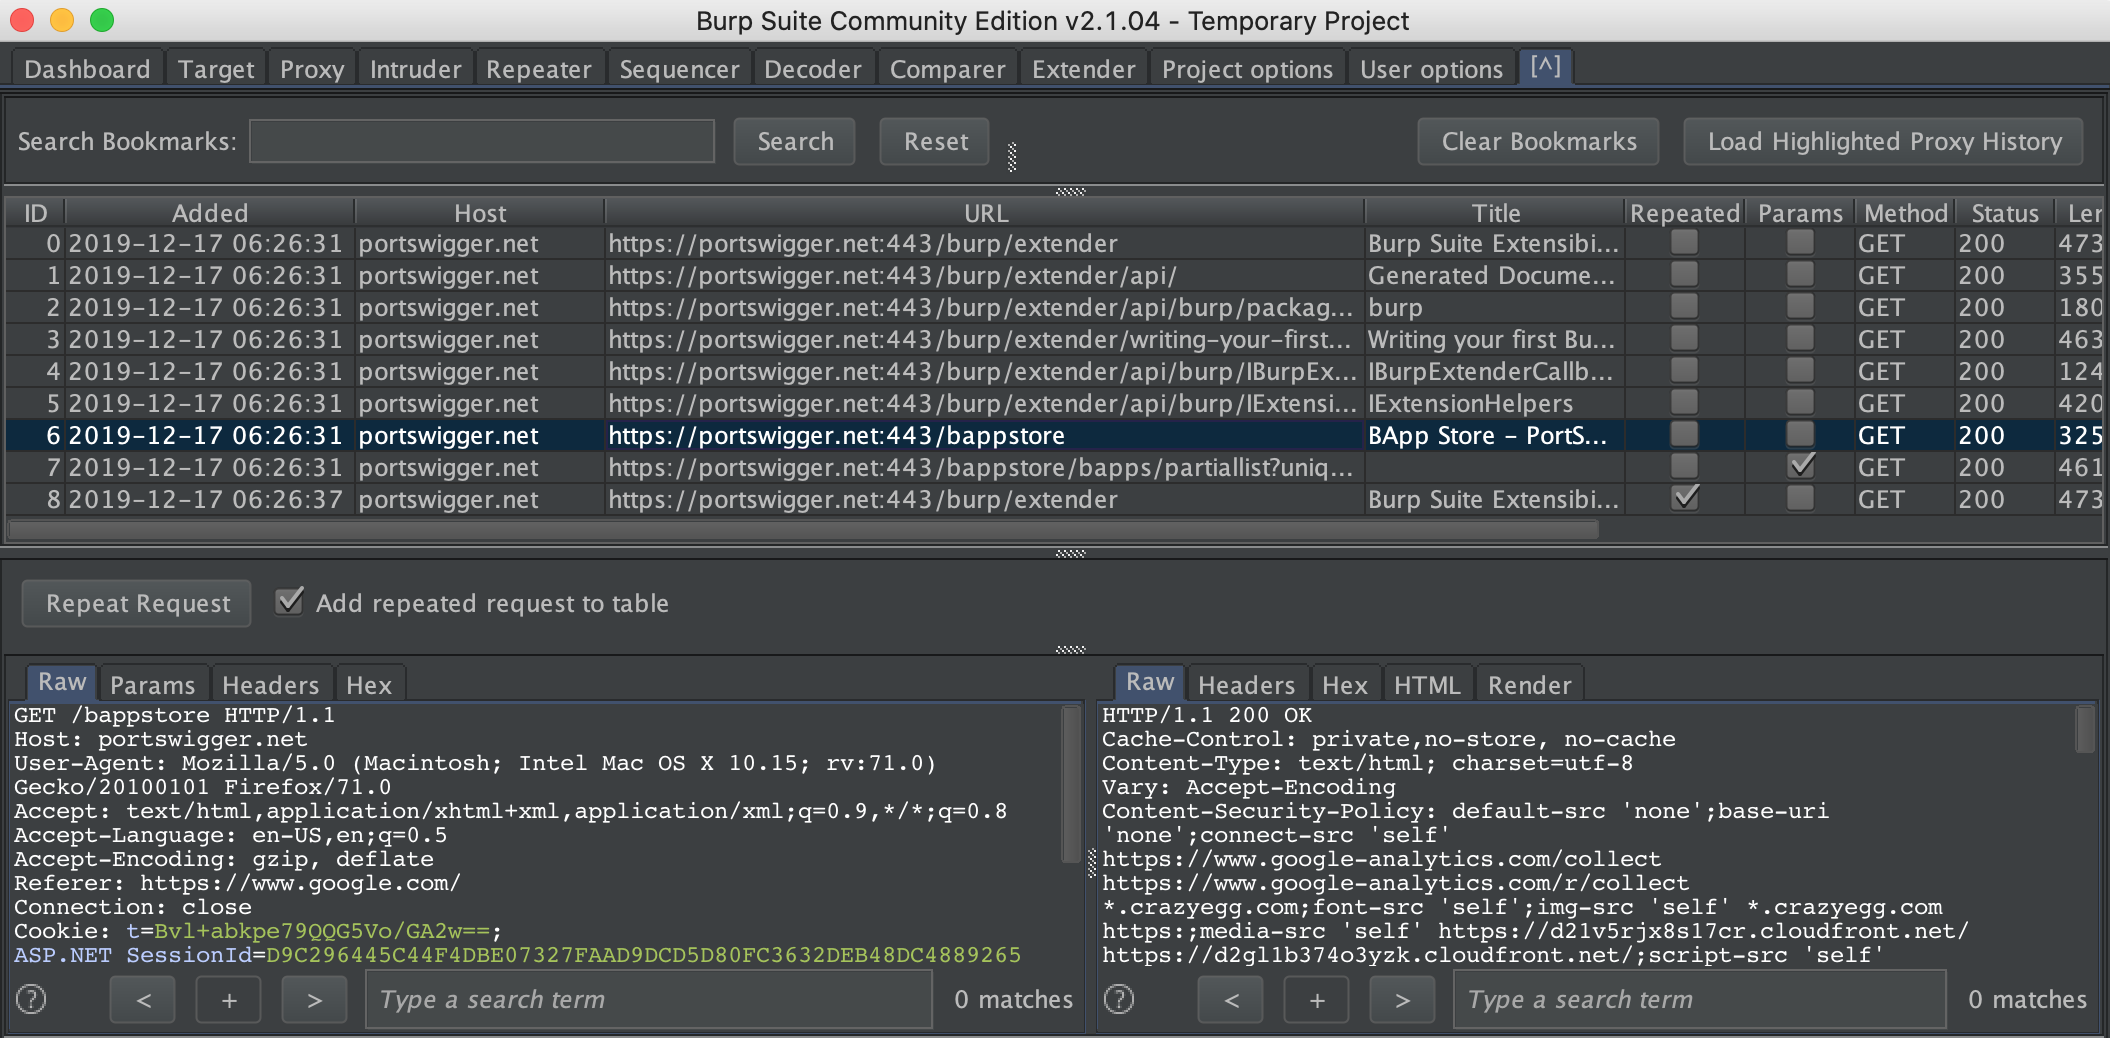 Burp Suite Community Edition v2.1.04 - Temporary Project
Dashboard Target Proxy Intruder Repeater Sequencer Decoder Comparer Extender Project options User options [^]
Search Bookmarks: Search Reset Clear Bookmarks Load Highlighted Proxy History
ID Added Host URL Title Repeated Params Method Status Ler
0 2019-12-17 06:26:31 portswigger.net https://portswigger.net:443/burp/extender Burp Suite Extensibi... GET 200 473
1 2019-12-17 06:26:31 portswigger.net https://portswigger.net:443/burp/extender/api/ Generated Docume... GET 200 355
2 2019-12-17 06:26:31 portswigger.net https://portswigger.net:443/burp/extender/api/burp/packag... burp GET 200 180
3 2019-12-17 06:26:31 portswigger.net https://portswigger.net:443/burp/extender/writing-your-first... Writing your first Bu... GET 200 463
4 2019-12-17 06:26:31 portswigger.net https://portswigger.net:443/burp/extender/api/burp/IBurpEx... IBurpExtenderCallb... GET 200 124
5 2019-12-17 06:26:31 portswigger.net https://portswigger.net:443/burp/extender/api/burp/IExtensi... IExtensionHelpers GET 200 420
6 2019-12-17 06:26:31 portswigger.net https://portswigger.net:443/bappstore BApp Store - PortS... GET 200 325
7 2019-12-17 06:26:31 portswigger.net https://portswigger.net:443/bappstore/bapps/partiallist?uniq... GET 200 461
8 2019-12-17 06:26:37 portswigger.net https://portswigger.net:443/burp/extender Burp Suite Extensibi... GET 200 473
Repeat Request Add repeated request to table
Raw Params Headers Hex
GET /bappstore HTTP/1.1
Host: portswigger.net
User-Agent: Mozilla/5.0 (Macintosh; Intel Mac OS X 10.15; rv:71.0)
Gecko/20100101 Firefox/71.0
Accept: text/html,application/xhtml+xml,application/xml;q=0.9,*/*;q=0.8
Accept-Language: en-US,en;q=0.5
Accept-Encoding: gzip, deflate
Referer: https://www.google.com/
Connection: close
Cookie: t=Bvl+abkpe79QQG5Vo/GA2w==;
ASP.NET SessionId=D9C296445C44F4DBE07327FAAD9DCD5D80FC3632DEB48DC4889265
? < + > Type a search term 0 matches
Raw Headers Hex HTML Render
HTTP/1.1 200 OK
Cache-Control: private,no-store, no-cache
Content-Type: text/html; charset=utf-8
Vary: Accept-Encoding
Content-Security-Policy: default-src 'none';base-uri
'none';connect-src 'self'
https://www.google-analytics.com/collect
https://www.google-analytics.com/r/collect
*.crazyegg.com;font-src 'self';img-src 'self' *.crazyegg.com
https:;media-src 'self' https://d21v5rjx8s17cr.cloudfront.net/
https://d2gl1b374o3yzk.cloudfront.net/;script-src 'self'
? < + > Type a search term 0 matches